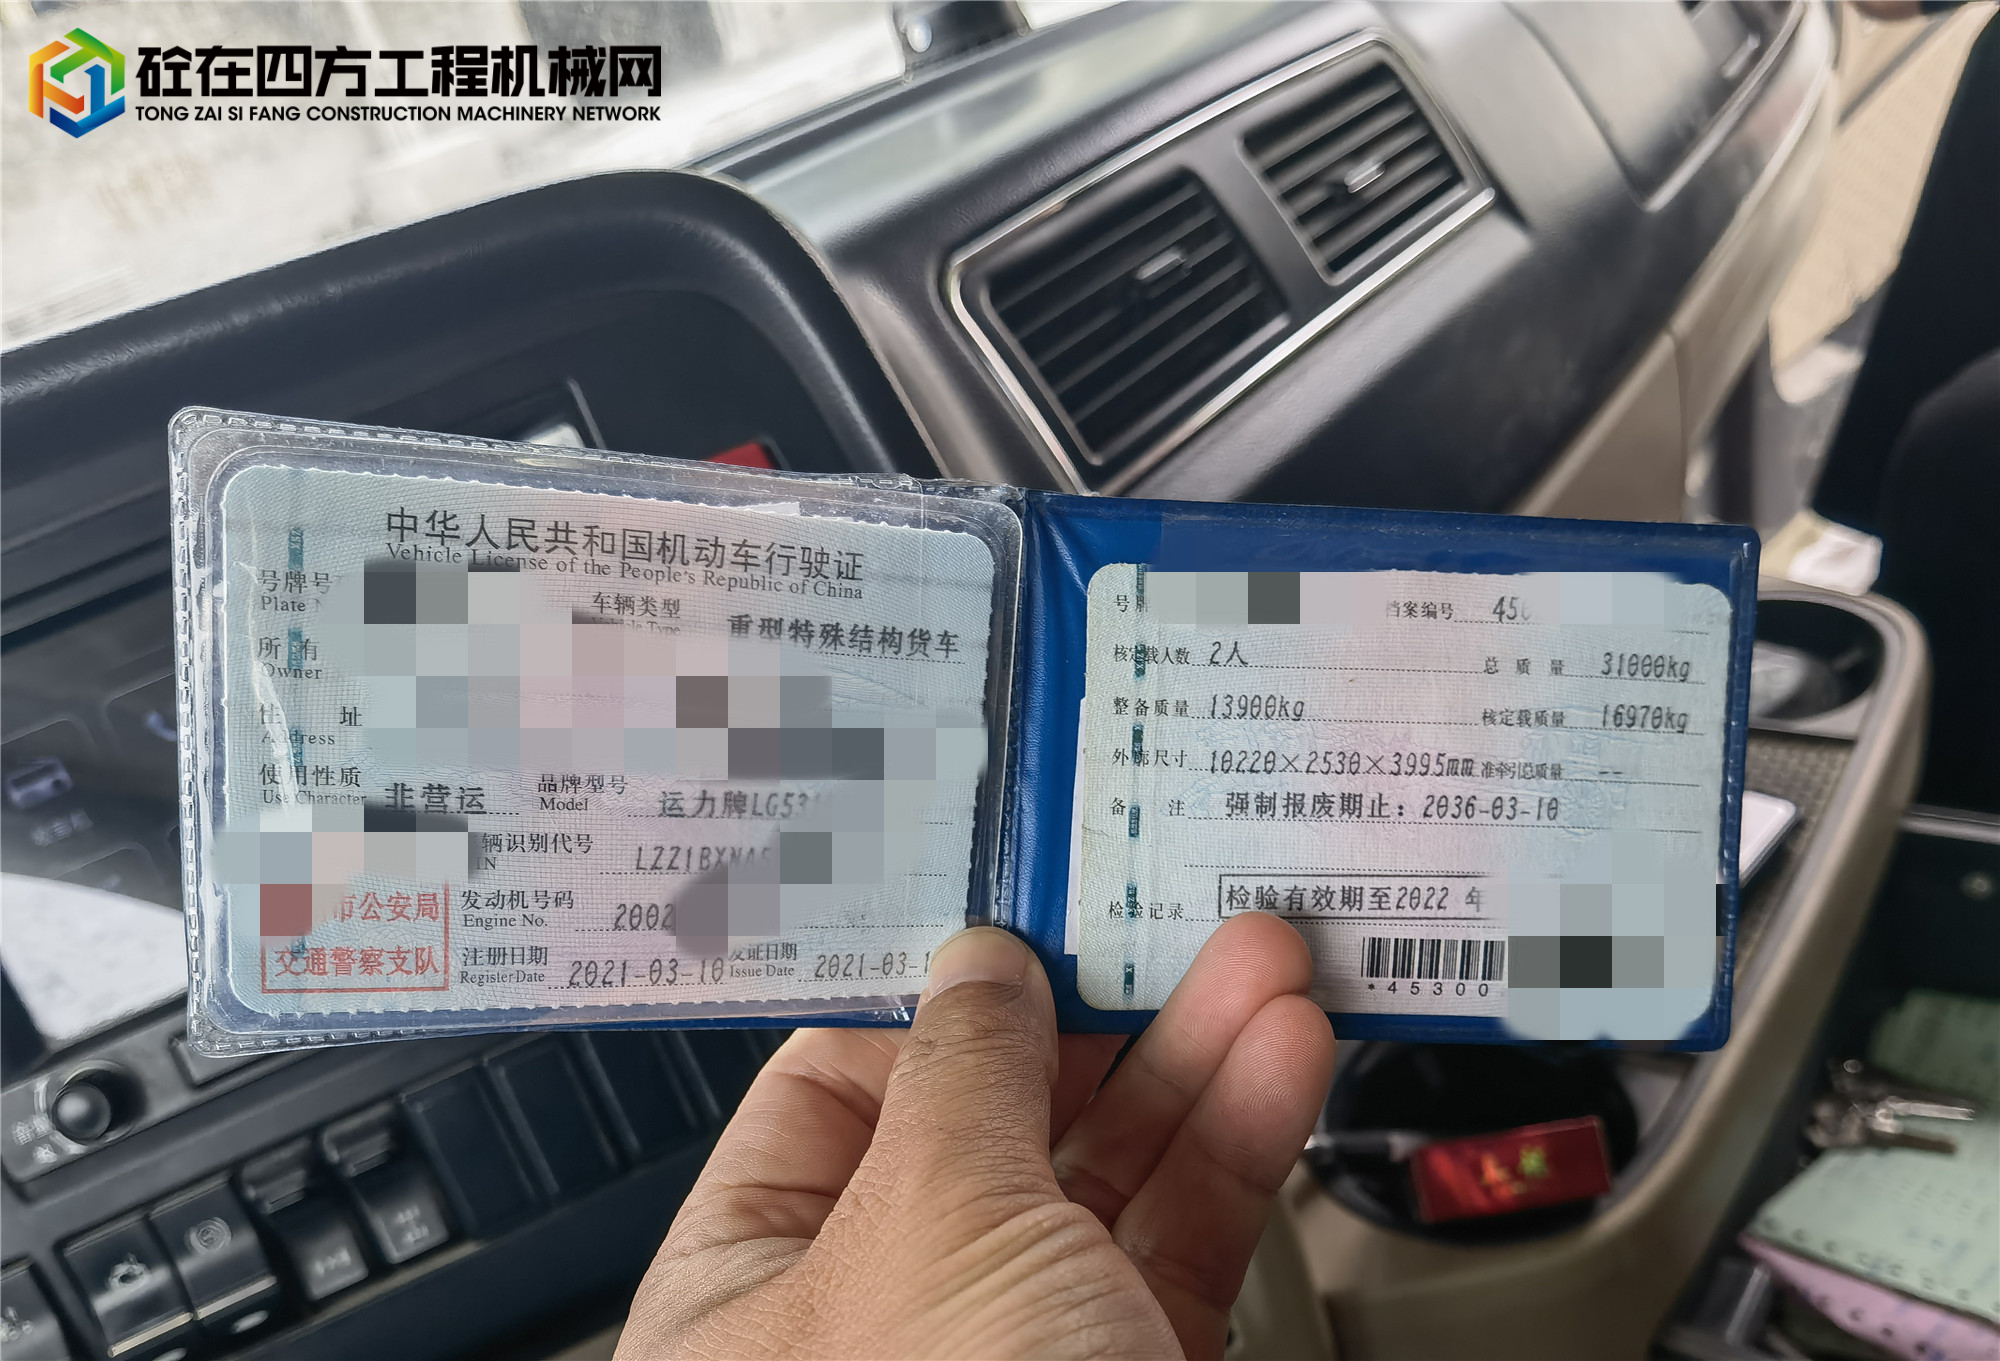 砼在四方工程机械网
TONG ZAI SI FANG CONSTRUCTION MACHINERY NETWORK
中华人民共和国机动车行驶证
Vehicle License of the People's Republic of China
号牌号
Plate
车辆类型
Vehicle Type
重型特殊结构货车
所有
Owner
住 址
Address
使用性质
Use Character
非营运
品牌型号
Model
运力牌LG53
辆识别代号
IN
LZZ1BXNA5
市公安局
交通警察支队
发动机号码
Engine No.
2002
注册日期
Register Date
2021-03-10
发证日期
Issue Date
2021-03-1
号牌
档案编号 450
核定载人数 2人
总质量 31000kg
整备质量 13900kg
核定载质量 16970kg
外廓尺寸 10220×2530×3995mm 准牵引总质量 --
备 注 强制报废期止：2036-03-10
检验记录
检验有效期至2022 年
*45300